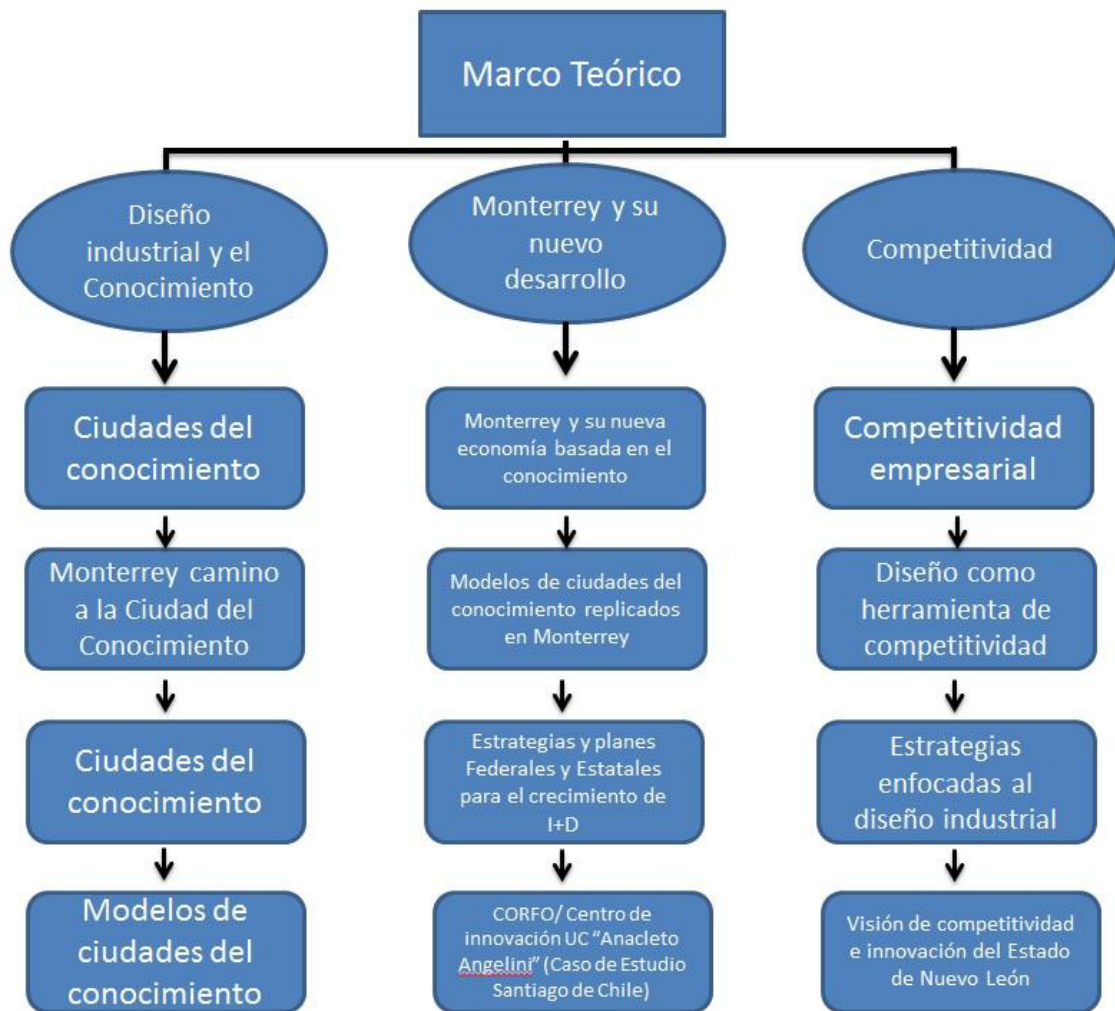 Marco Teórico
Diseño
industrial y el
Conocimiento
Monterrey y su
nuevo
desarrollo
Competitividad
Ciudades del
conocimiento
Monterrey y su nueva
economía basada en el
conocimiento
Competitividad
empresarial
Monterrey camino
a la Ciudad del
Conocimiento
Modelos de ciudades del
conocimiento replicados
en Monterrey
Diseño como
herramienta de
competitividad
Ciudades del
conocimiento
Estrategias y planes
Federales y Estatales
para el crecimiento de
I+D
Estrategias
enfocadas al
diseño industrial
Modelos de
ciudades del
conocimiento
CORFO/ Centro de
innovación UC “Anacleto
Angelini” (Caso de Estudio
Santiago de Chile)
Visión de competitividad
e innovación del Estado
de Nuevo León